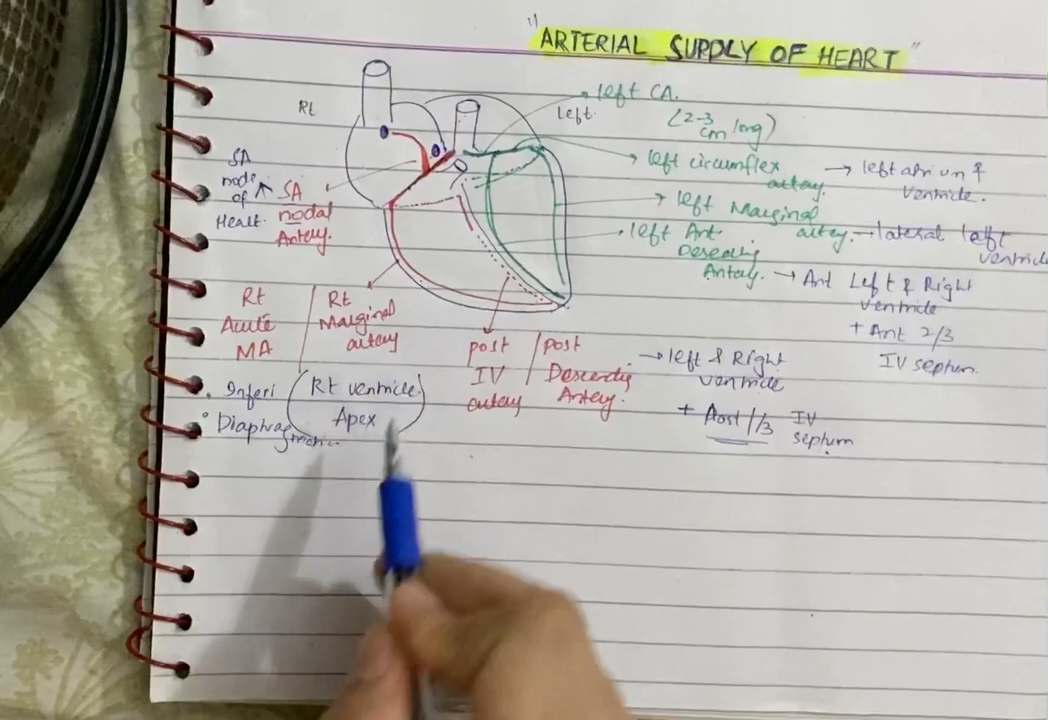 "ARTERIAL SUPPLY OF HEART"
Rt
left CA.
Left.
(2-3 cm long)
left circumflex artery. → left atrium & ventricle.
left Marginal artery. → lateral left ventricle
left Ant Descending Artery. → Ant Left & Right ventricle
+ Ant 2/3
IV septum.
SA node of Heart.
SA nodal Artery.
Rt Acute MA
Rt Marginal artery
post IV artery
post Descending Artery.
→ left & Right ventricle
+ Post 1/3 IV septum
. Inferi
Rt ventricle
Apex
° Diaphragmatic